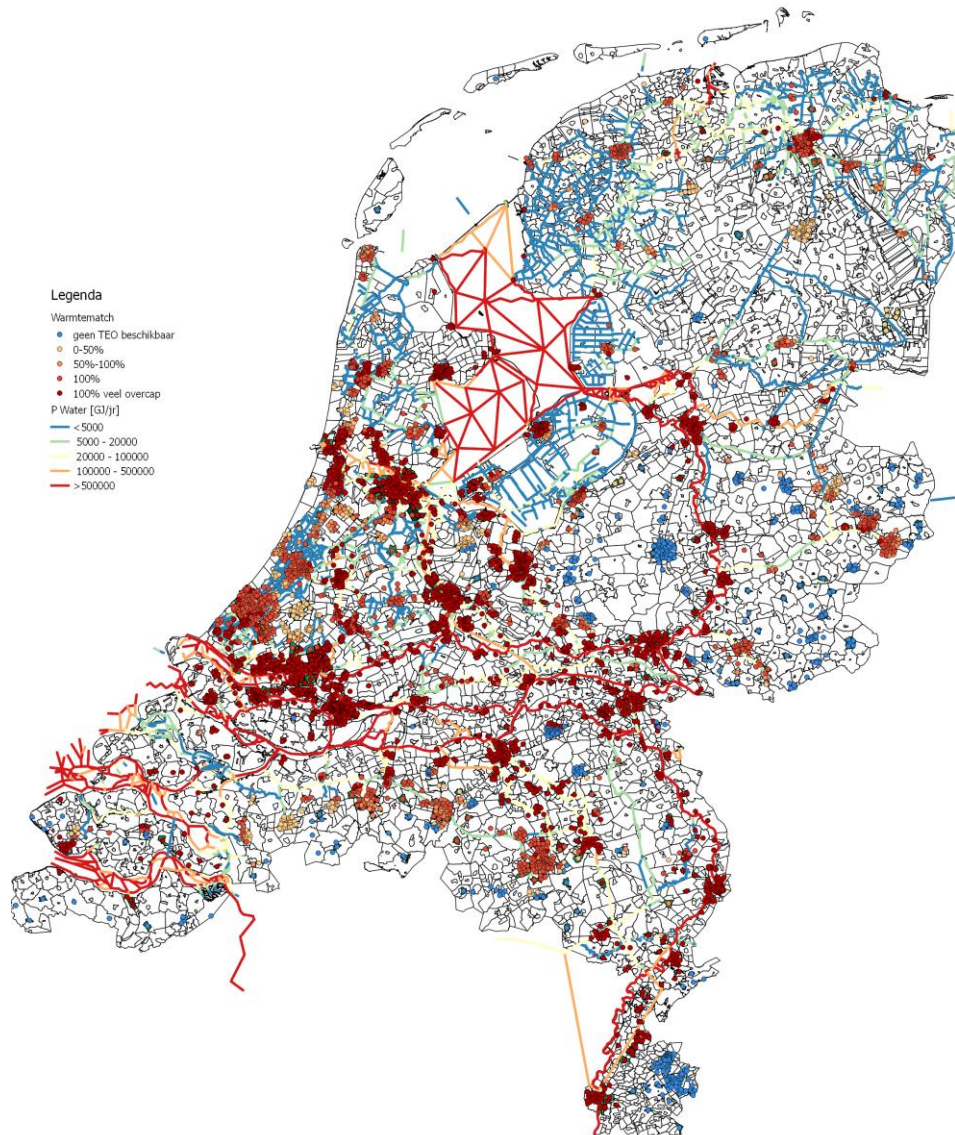 Legenda
Warmtematch
geen TEO beschikbaar
0-50%
50%-100%
100%
100% veel overcap
P Water [GJ/jr]
<5000
5000 - 20000
20000 - 100000
100000 - 500000
>500000